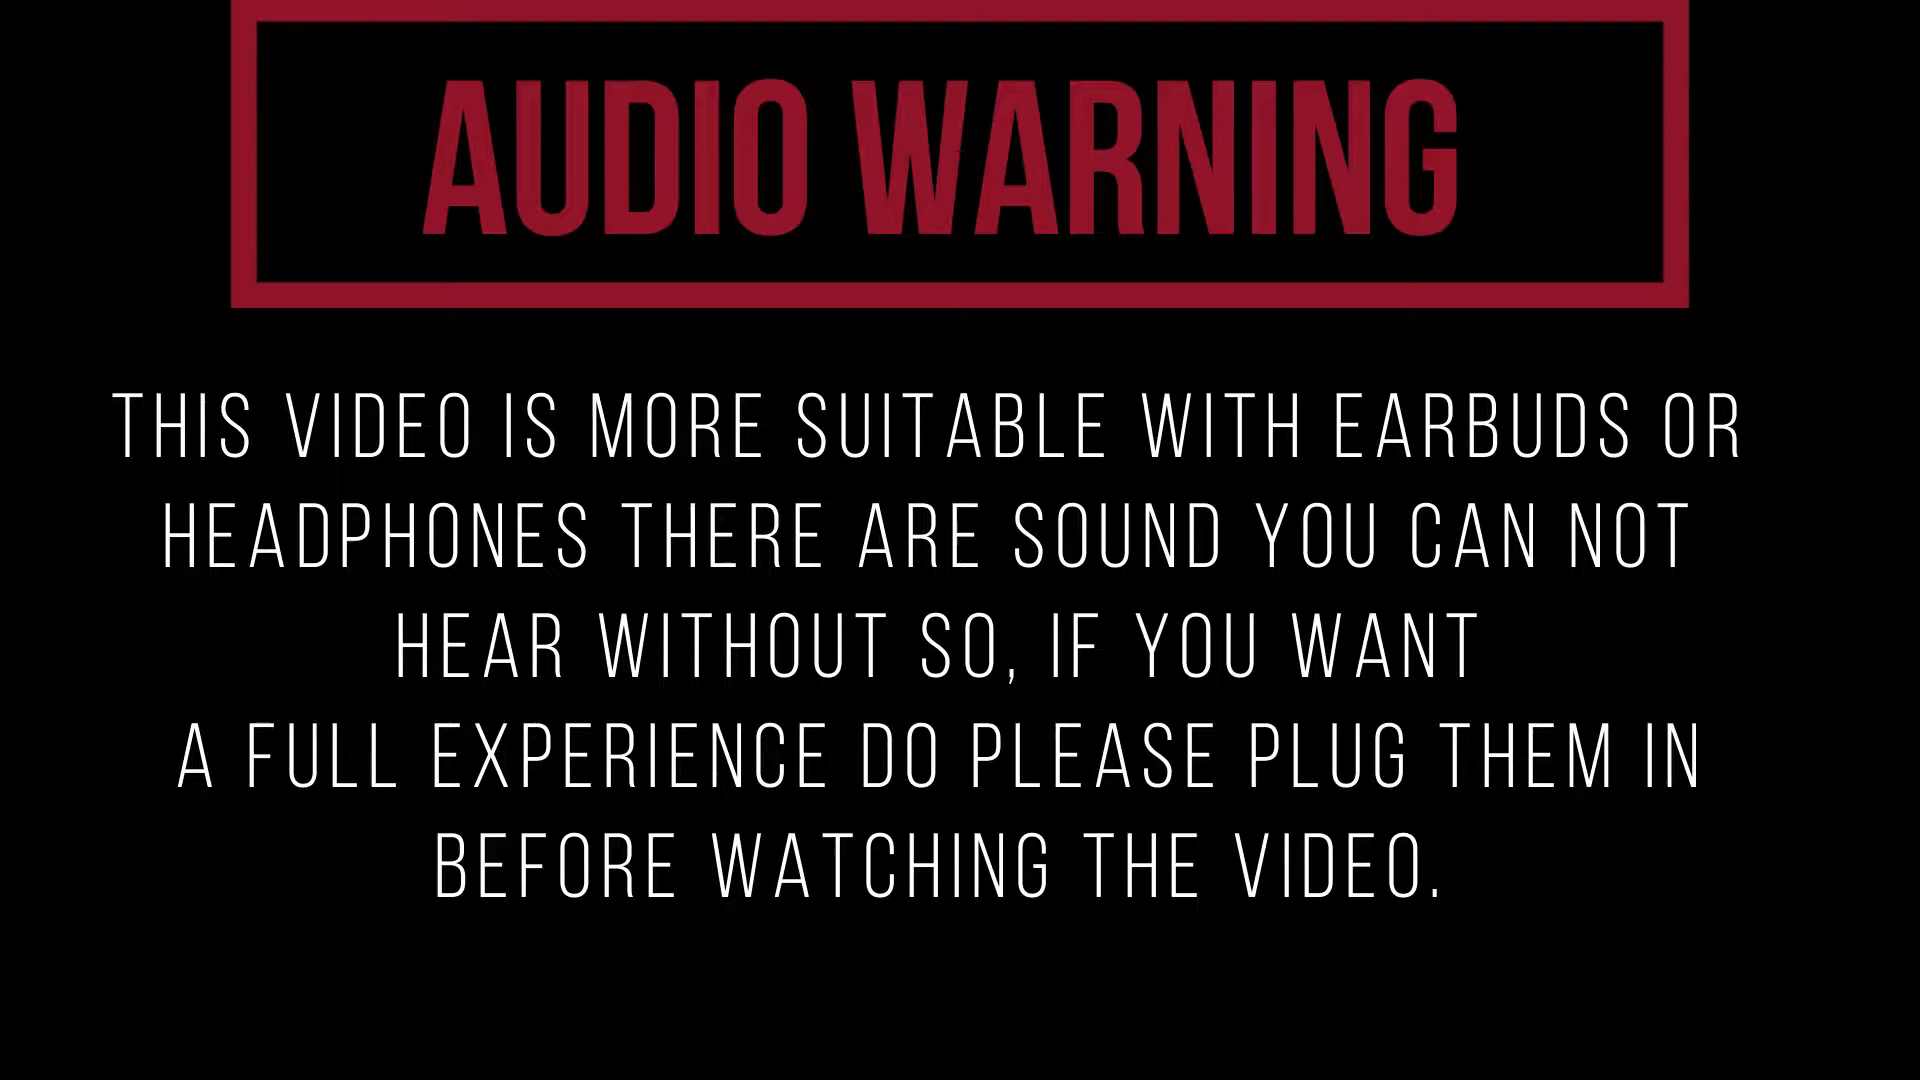 AUDIO WARNING
THIS VIDEO IS MORE SUITABLE WITH EARBUDS OR
HEADPHONES THERE ARE SOUND YOU CAN NOT
HEAR WITHOUT SO, IF YOU WANT
A FULL EXPERIENCE DO PLEASE PLUG THEM IN
BEFORE WATCHING THE VIDEO.